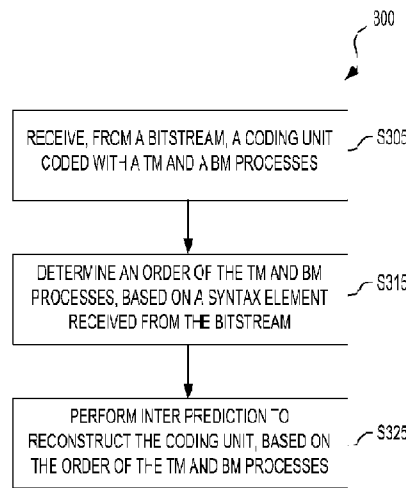 300
RECEIVE, FROM A BITSTREAM, A CODING UNIT
CODED WITH A TM AND A BM PROCESSES
S305
DETERMINE AN ORDER OF THE TM AND BM
PROCESSES, BASED ON A SYNTAX ELEMENT
RECEIVED FROM THE BITSTREAM
S315
PERFORM INTER PREDICTION TO
RECONSTRUCT THE CODING UNIT, BASED ON
THE ORDER OF THE TM AND BM PROCESSES
S325